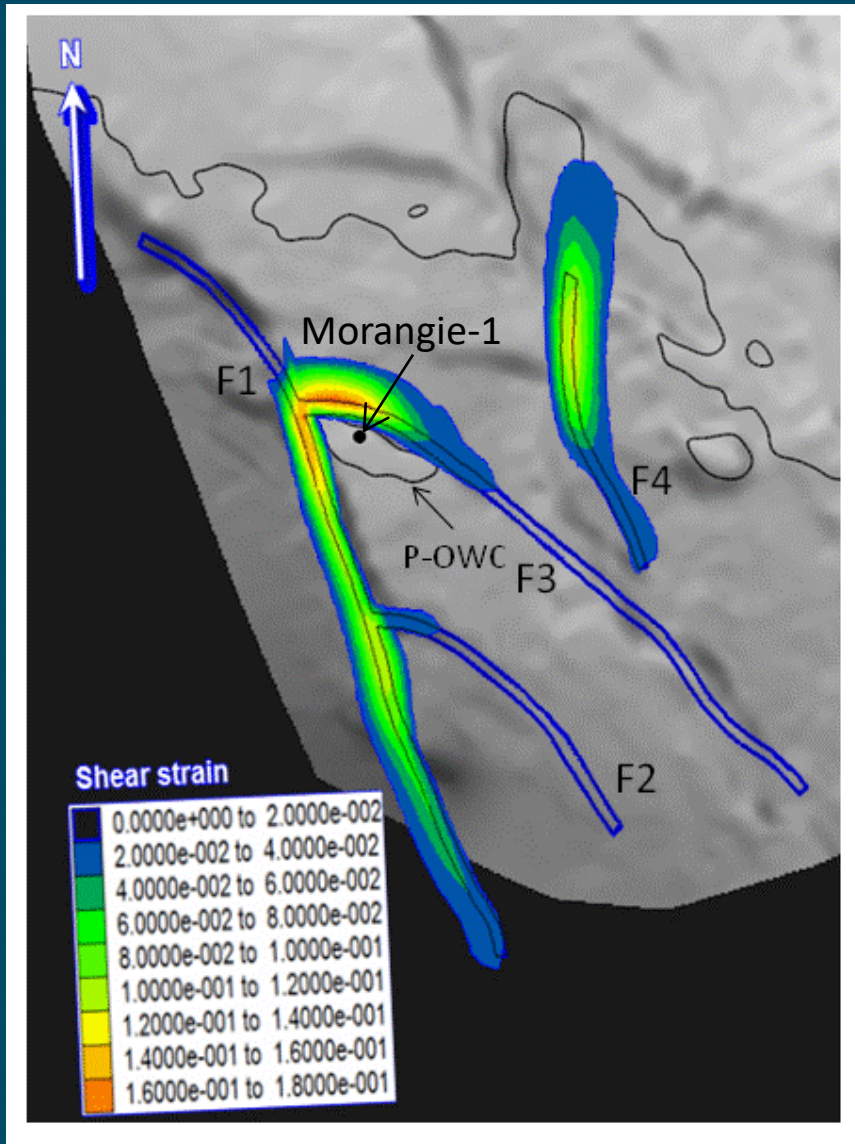 N
Morangie-1
F1
F4
P-OWC
F3
F2
Shear strain
0.0000e+000 to 2.0000e-002
2.0000e-002 to 4.0000e-002
4.0000e-002 to 6.0000e-002
6.0000e-002 to 8.0000e-002
8.0000e-002 to 1.0000e-001
1.0000e-001 to 1.2000e-001
1.2000e-001 to 1.4000e-001
1.4000e-001 to 1.6000e-001
1.6000e-001 to 1.8000e-001